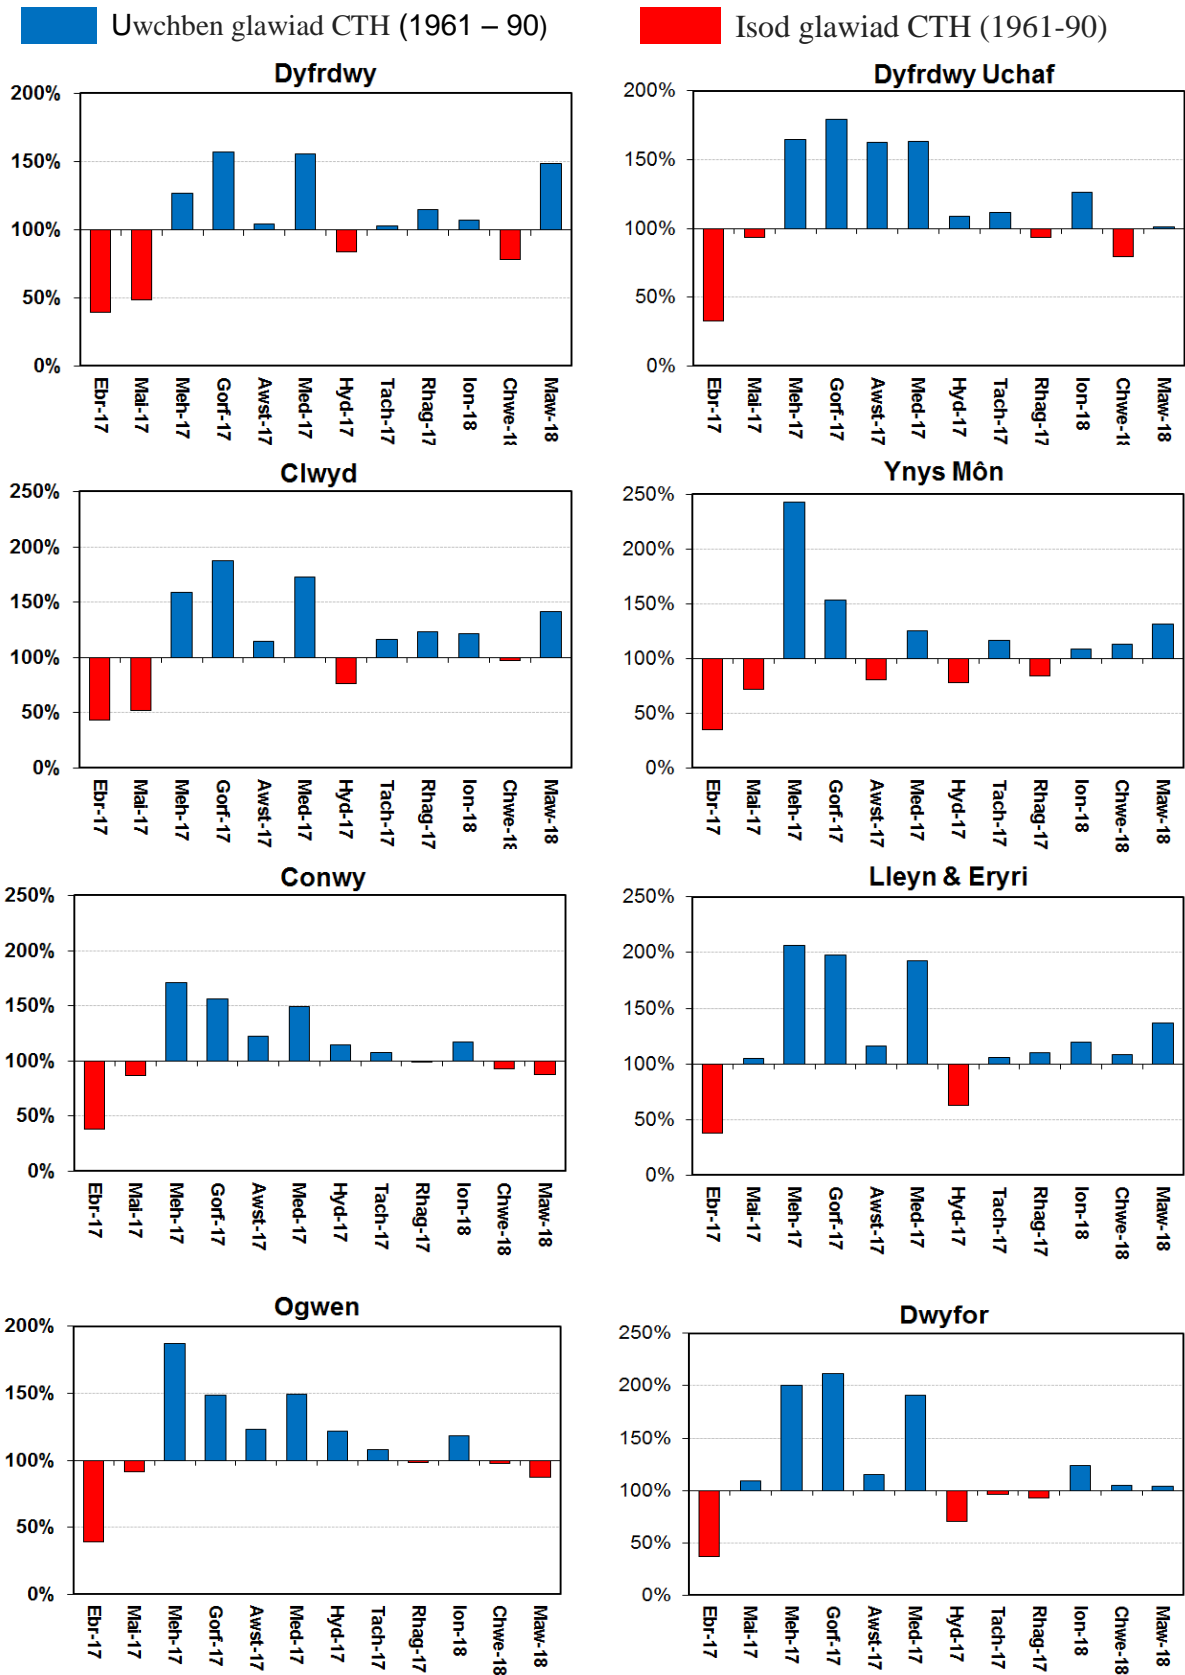 Uwchben glawiad CTH (1961 – 90)
Isod glawiad CTH (1961-90)
Dyfrdwy
200%
150%
100%
50%
0%
Ebr-17
Mai-17
Meh-17
Gorf-17
Awst-17
Med-17
Hyd-17
Tach-17
Rhag-17
Ion-18
Chwe-18
Maw-18
Dyfrdwy Uchaf
200%
150%
100%
50%
0%
Ebr-17
Mai-17
Meh-17
Gorf-17
Awst-17
Med-17
Hyd-17
Tach-17
Rhag-17
Ion-18
Chwe-18
Maw-18
Clwyd
250%
200%
150%
100%
50%
0%
Ebr-17
Mai-17
Meh-17
Gorf-17
Awst-17
Med-17
Hyd-17
Tach-17
Rhag-17
Ion-18
Chwe-18
Maw-18
Ynys Môn
250%
200%
150%
100%
50%
0%
Ebr-17
Mai-17
Meh-17
Gorf-17
Awst-17
Med-17
Hyd-17
Tach-17
Rhag-17
Ion-18
Chwe-18
Maw-18
Conwy
250%
200%
150%
100%
50%
0%
Ebr-17
Mai-17
Meh-17
Gorf-17
Awst-17
Med-17
Hyd-17
Tach-17
Rhag-17
Ion-18
Chwe-18
Maw-18
Lleyn & Eryri
250%
200%
150%
100%
50%
0%
Ebr-17
Mai-17
Meh-17
Gorf-17
Awst-17
Med-17
Hyd-17
Tach-17
Rhag-17
Ion-18
Chwe-18
Maw-18
Ogwen
200%
150%
100%
50%
0%
Ebr-17
Mai-17
Meh-17
Gorf-17
Awst-17
Med-17
Hyd-17
Tach-17
Rhag-17
Ion-18
Chwe-18
Maw-18
Dwyfor
250%
200%
150%
100%
50%
0%
Ebr-17
Mai-17
Meh-17
Gorf-17
Awst-17
Med-17
Hyd-17
Tach-17
Rhag-17
Ion-18
Chwe-18
Maw-18